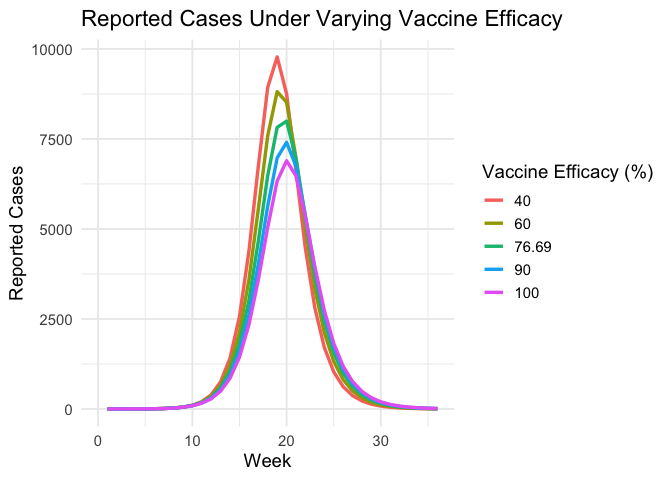 Reported Cases Under Varying Vaccine Efficacy
10000
7500
5000
2500
0
Reported Cases
0 10 20 30
Week
Vaccine Efficacy (%)
40
60
76.69
90
100